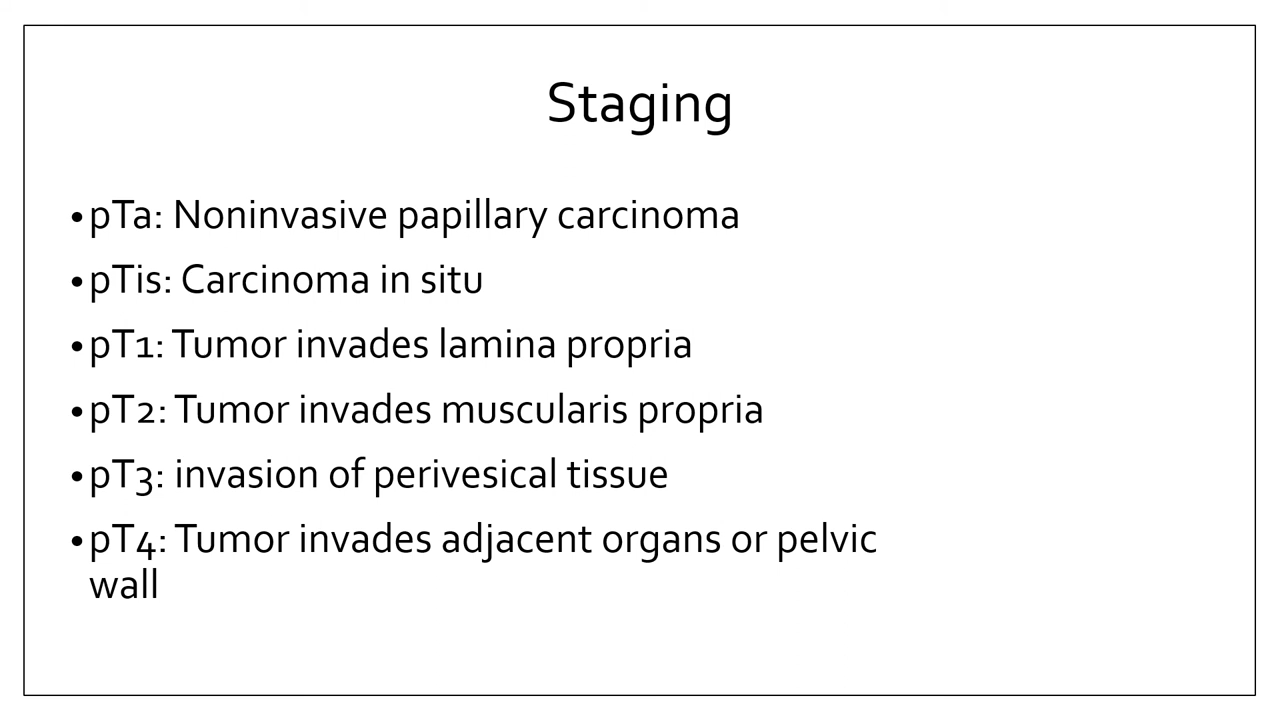 Staging
•pTa: Noninvasive papillary carcinoma
•pTis: Carcinoma in situ
•pT1: Tumor invades lamina propria
•pT2: Tumor invades muscularis propria
•pT3: invasion of perivesical tissue
•pT4: Tumor invades adjacent organs or pelvic
wall